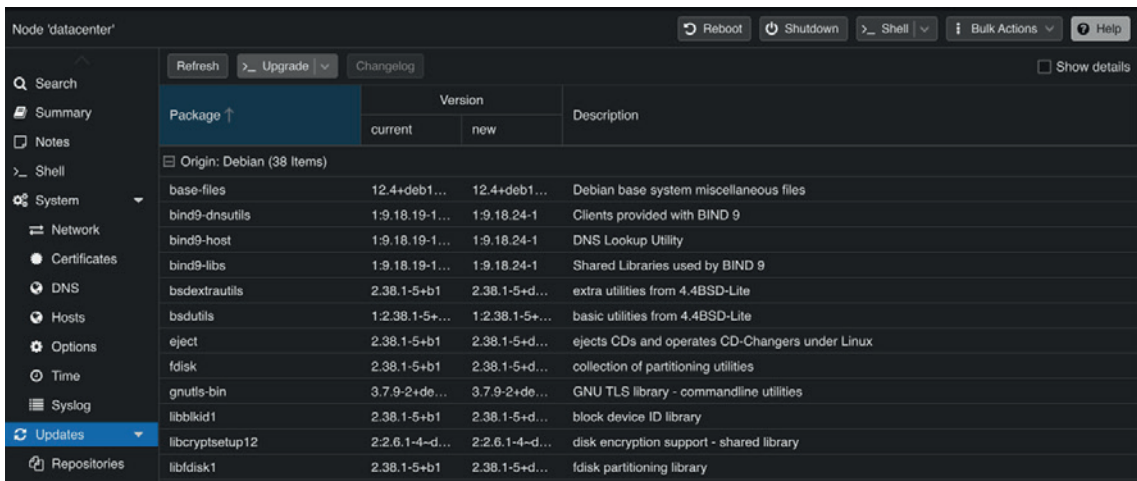 Node 'datacenter'
Reboot
Shutdown
>_ Shell
Bulk Actions
Help
Search
Summary
Notes
>_ Shell
System
Network
Certificates
DNS
Hosts
Options
Time
Syslog
Updates
Repositories
Refresh
>_ Upgrade
Changelog
Show details
Package ↑
Version
current
new
Description
Origin: Debian (38 Items)
base-files 12.4+deb1... 12.4+deb1... Debian base system miscellaneous files
bind9-dnsutils 1:9.18.19-1... 1:9.18.24-1 Clients provided with BIND 9
bind9-host 1:9.18.19-1... 1:9.18.24-1 DNS Lookup Utility
bind9-libs 1:9.18.19-1... 1:9.18.24-1 Shared Libraries used by BIND 9
bsdextrautils 2.38.1-5+b1 2.38.1-5+d... extra utilities from 4.4BSD-Lite
bsdutils 1:2.38.1-5+... 1:2.38.1-5+... basic utilities from 4.4BSD-Lite
eject 2.38.1-5+b1 2.38.1-5+d... ejects CDs and operates CD-Changers under Linux
fdisk 2.38.1-5+b1 2.38.1-5+d... collection of partitioning utilities
gnutls-bin 3.7.9-2+de... 3.7.9-2+de... GNU TLS library - commandline utilities
libblkid1 2.38.1-5+b1 2.38.1-5+d... block device ID library
libcryptsetup12 2:2.6.1-4~d... 2:2.6.1-4~d... disk encryption support - shared library
libfdisk1 2.38.1-5+b1 2.38.1-5+d... fdisk partitioning library